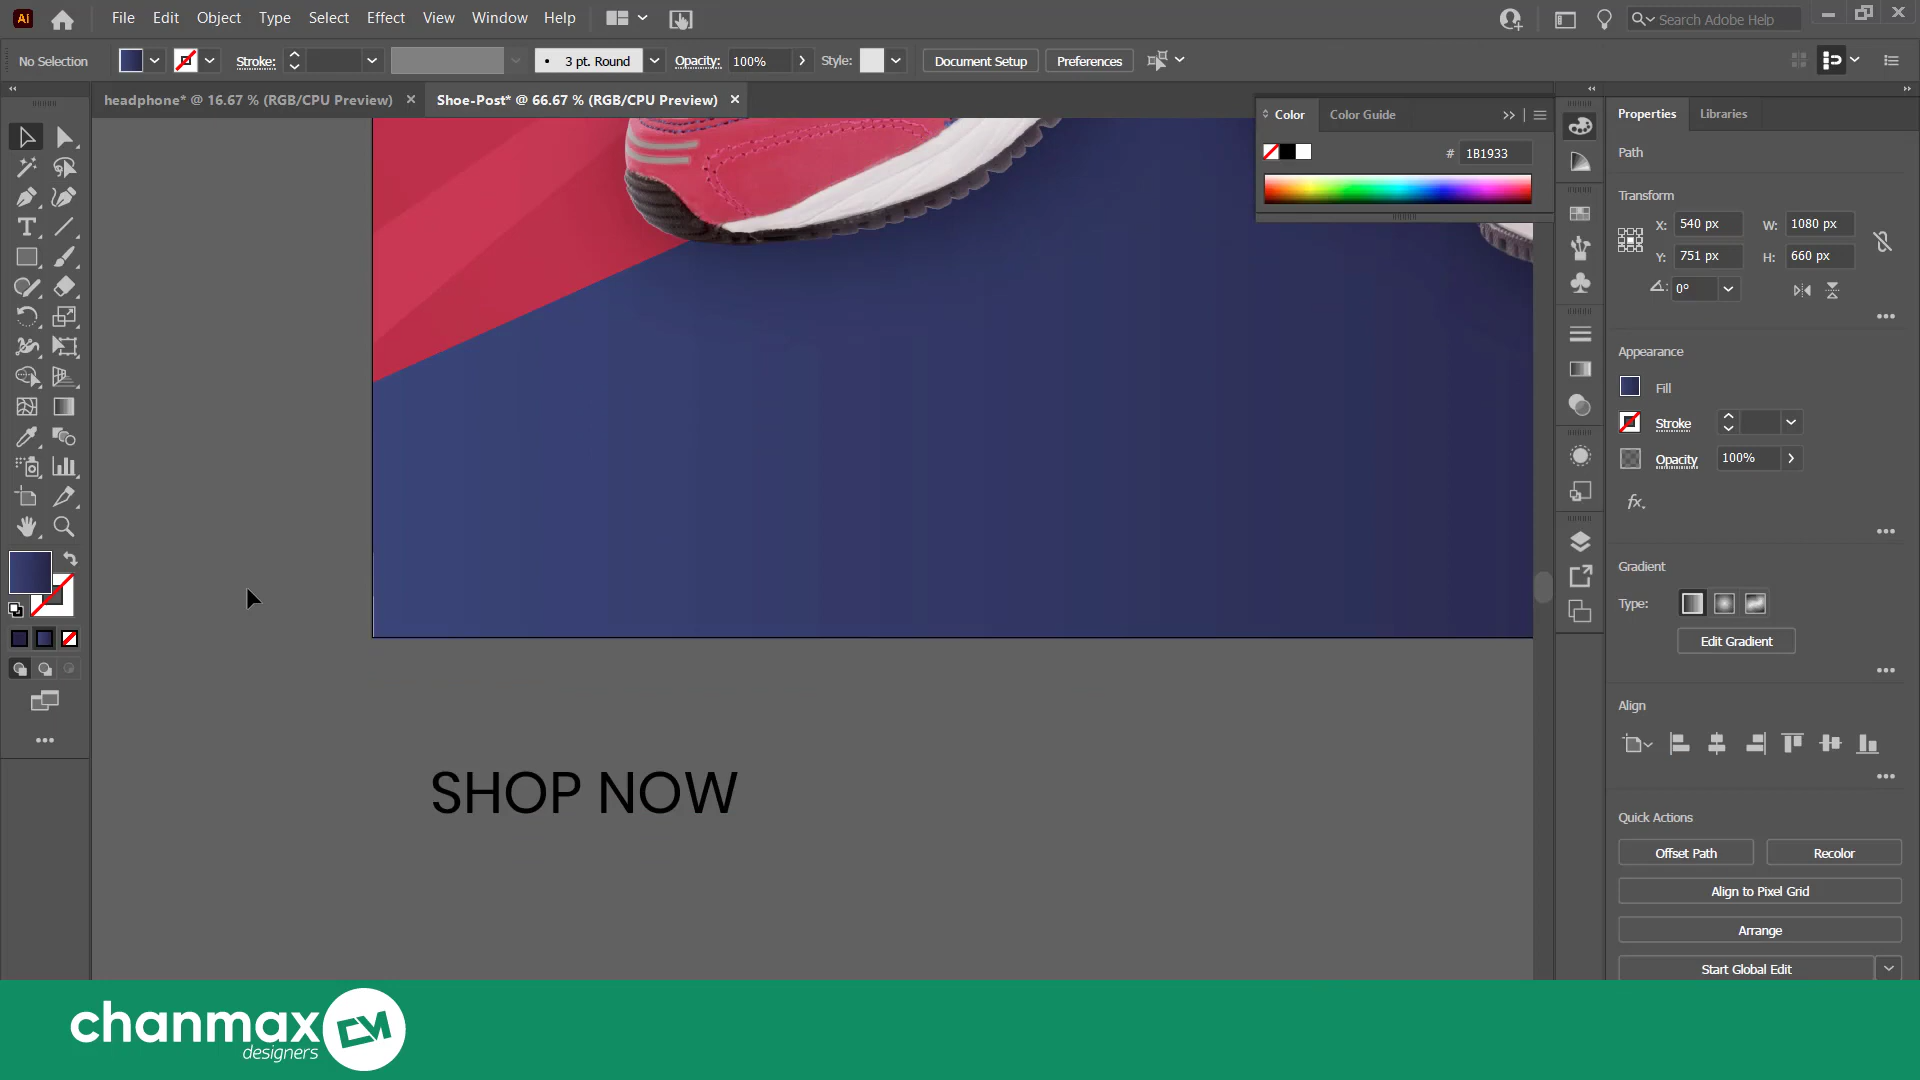 Ai File Edit Object Type Select Effect View Window Help Search Adobe Help
No Selection Stroke: 3 pt. Round Opacity: 100% Style: Document Setup Preferences
headphone* @ 16.67 % (RGB/CPU Preview) Shoe-Post* @ 66.67 % (RGB/CPU Preview)
Color Color Guide
# 1B1933
Properties Libraries
Path
Transform
X: 540 px W: 1080 px
Y: 751 px H: 660 px
0°
Appearance
Fill
Stroke
Opacity 100%
fx.
Gradient
Type:
Edit Gradient
Align
Quick Actions
Offset Path Recolor
Align to Pixel Grid
Arrange
Start Global Edit
SHOP NOW
chanmax CM
designers